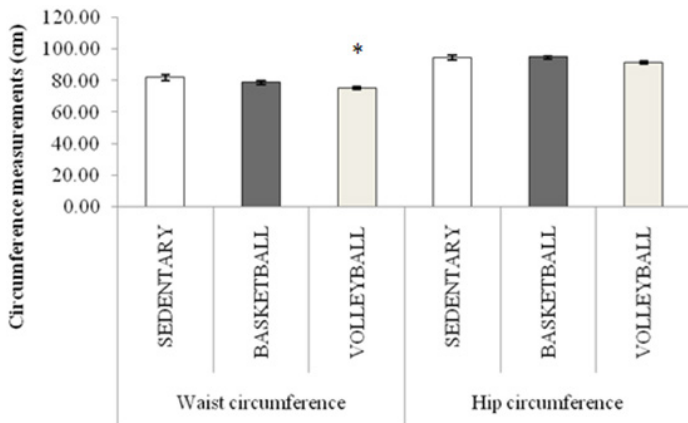 Circumference measurements (cm)
120.00
100.00
80.00
60.00
40.00
20.00
0.00
*
SEDENTARY
BASKETBALL
VOLLEYBALL
SEDENTARY
BASKETBALL
VOLLEYBALL
Waist circumference
Hip circumference